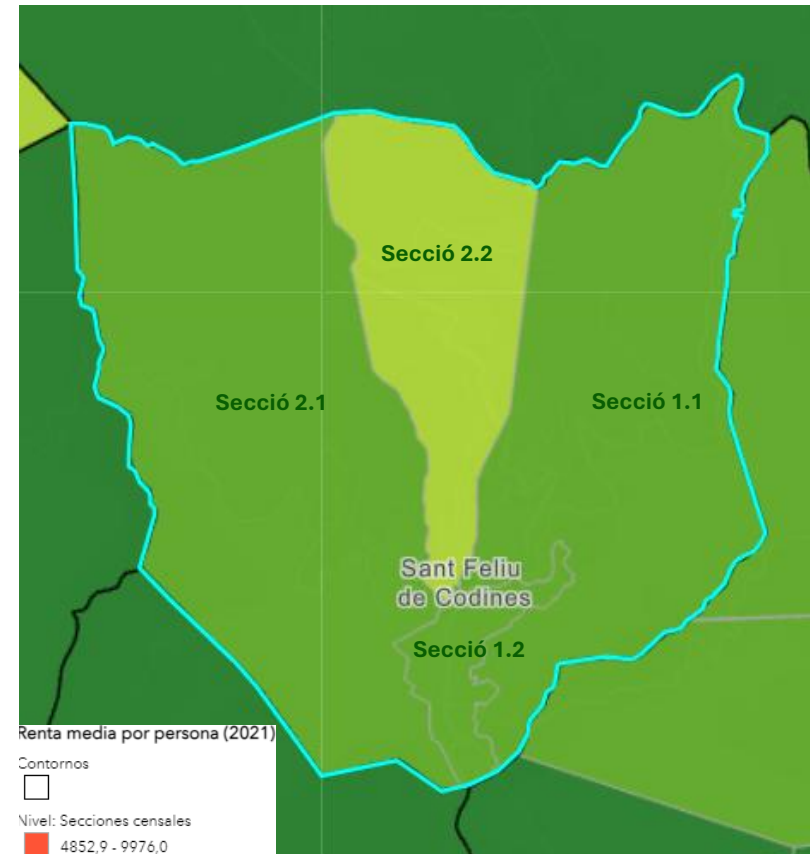 Secció 2.2
Secció 2.1
Secció 1.1
Sant Feliu
de Codines
Secció 1.2
Renta media por persona (2021)
Contornos
Nivel: Secciones censales
4852,9 - 9976,0